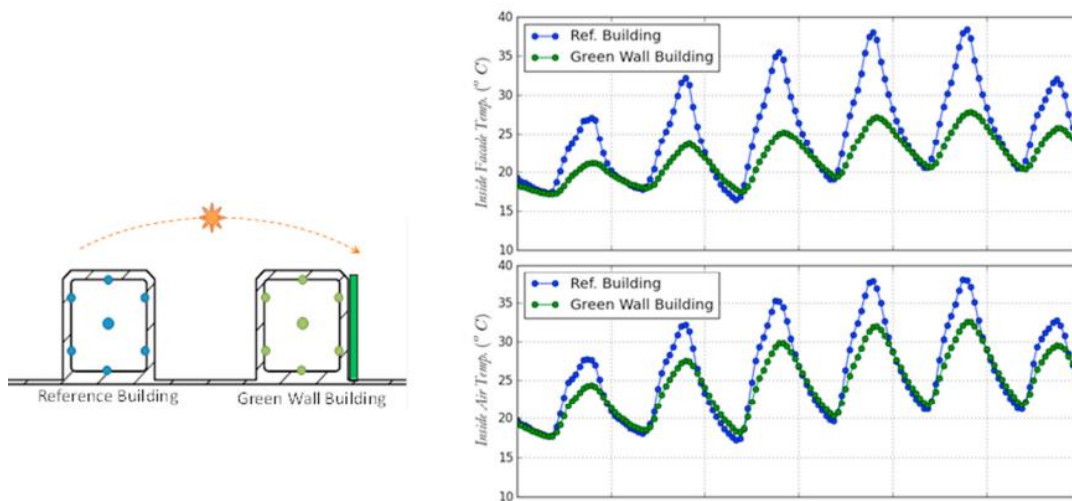 Reference Building
Green Wall Building
Inside Facade Temp. (° C)
40
35
30
25
20
15
10
Ref. Building
Green Wall Building
Inside Air Temp. (° C)
40
35
30
25
20
15
10
Ref. Building
Green Wall Building